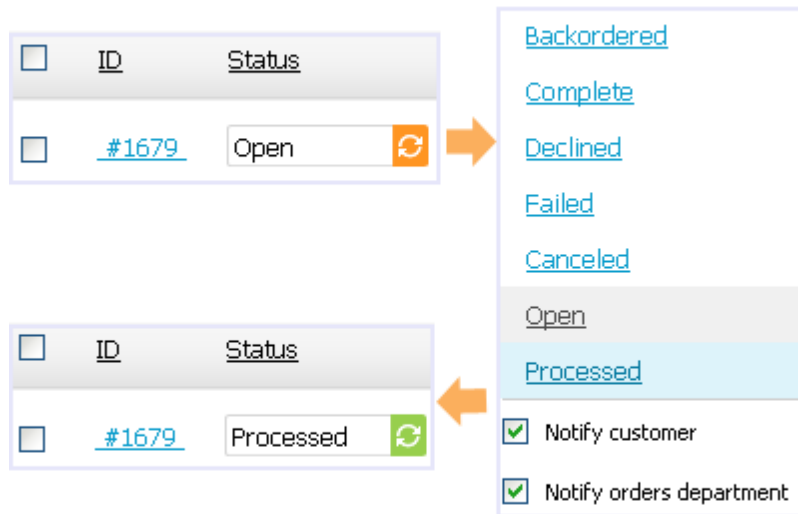 ID Status
#1679 Open
Backordered
Complete
Declined
Failed
Canceled
Open
Processed
Notify customer
Notify orders department
ID Status
#1679 Processed